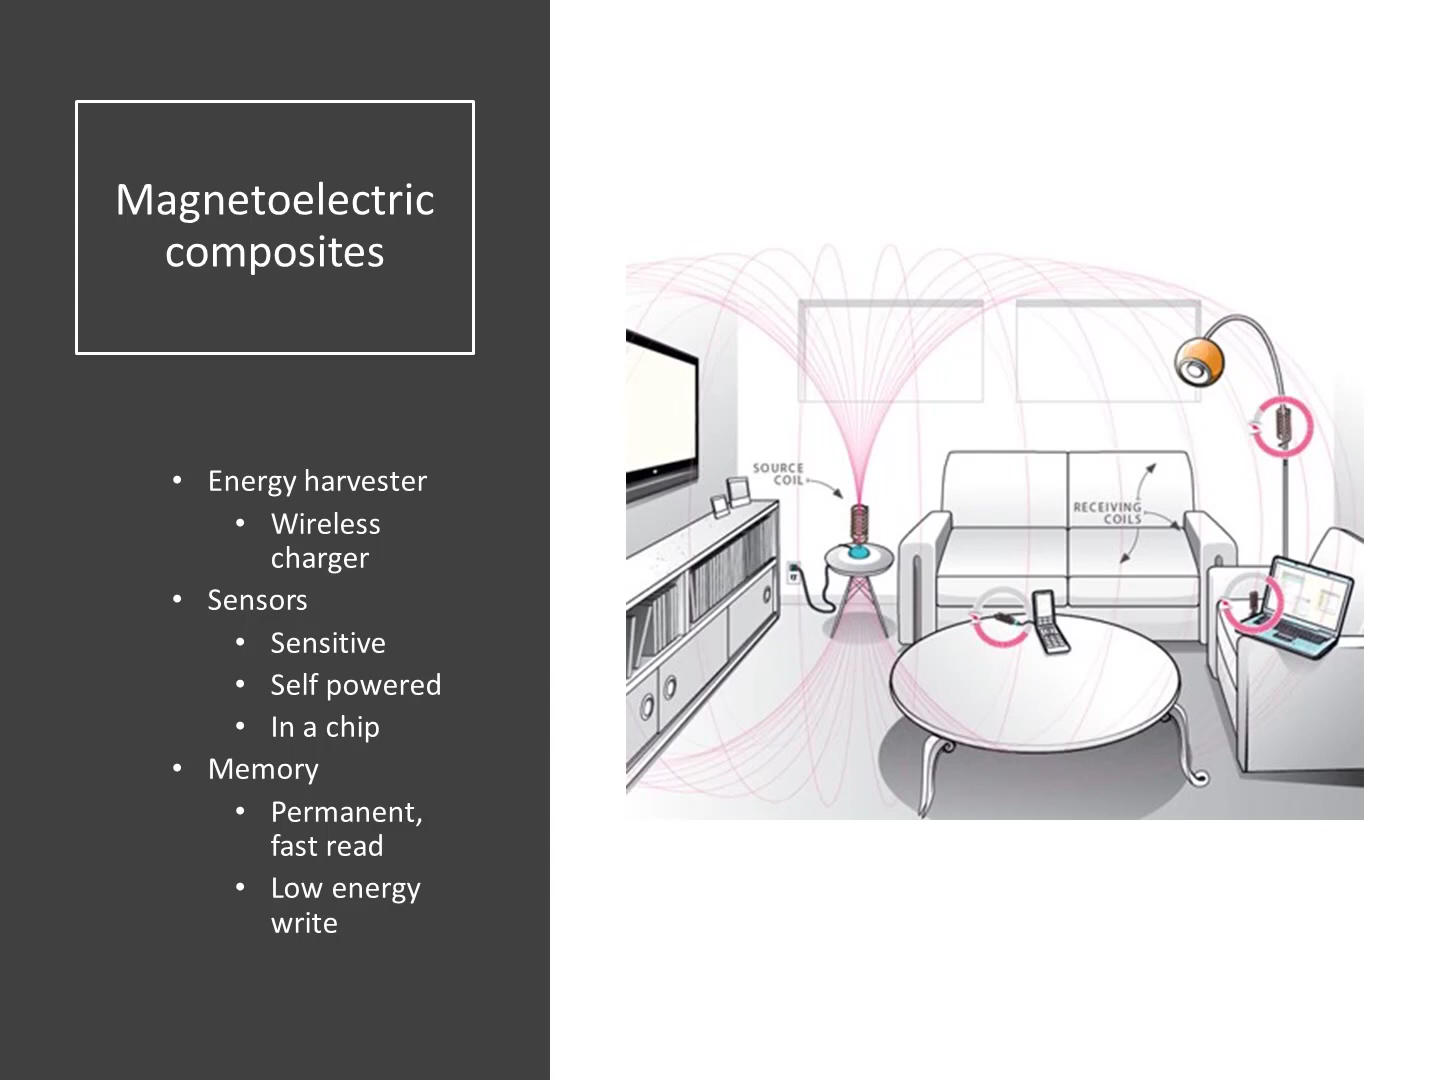 Magnetoelectric
composites
• Energy harvester
• Wireless
charger
• Sensors
• Sensitive
• Self powered
• In a chip
• Memory
• Permanent,
fast read
• Low energy
write
SOURCE
COIL
RECEIVING
COILS